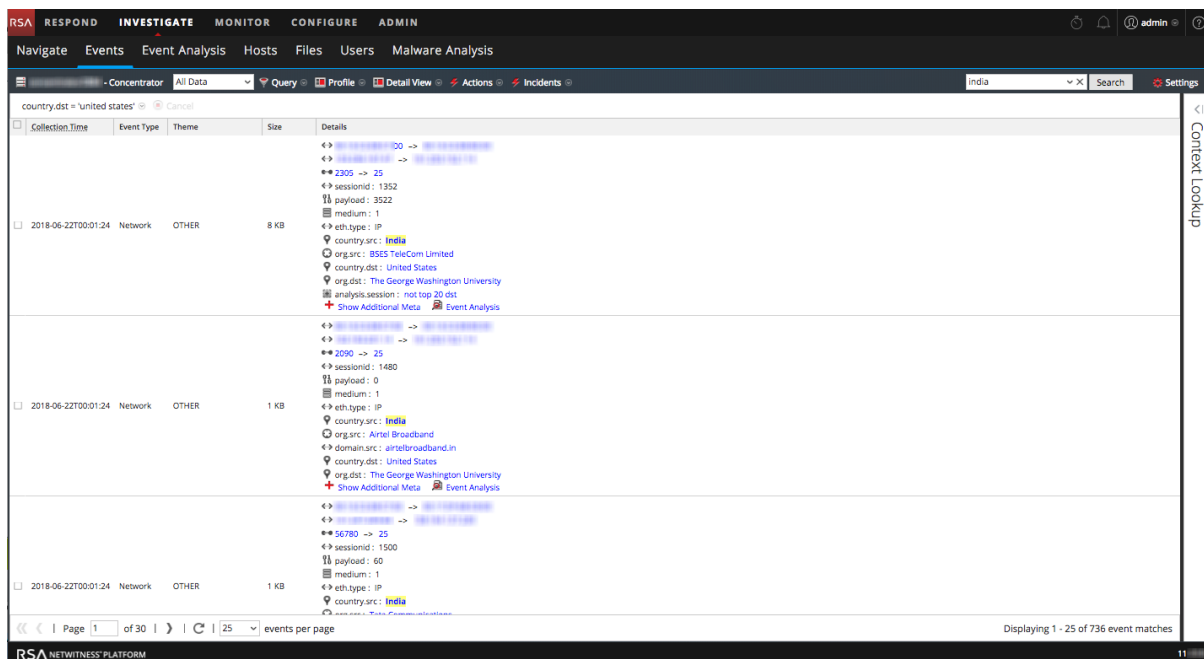 RSA RESPOND INVESTIGATE MONITOR CONFIGURE ADMIN admin
Navigate Events Event Analysis Hosts Files Users Malware Analysis
- Concentrator All Data Query Profile Detail View Actions Incidents india Search Settings
country.dst = 'united states' Cancel
Context Lookup
Collection Time Event Type Theme Size Details
00 ->
->
2305 -> 25
sessionid : 1352
payload : 3522
medium : 1
2018-06-22T00:01:24 Network OTHER 8 KB eth.type : IP
country.src : India
org.src : BSES TeleCom Limited
country.dst : United States
org.dst : The George Washington University
analysis.session : not top 20 dst
Show Additional Meta Event Analysis
->
->
2090 -> 25
sessionid : 1480
payload : 0
medium : 1
2018-06-22T00:01:24 Network OTHER 1 KB eth.type : IP
country.src : India
org.src : Airtel Broadband
domain.src : airtelbroadband.in
country.dst : United States
org.dst : The George Washington University
Show Additional Meta Event Analysis
->
->
56780 -> 25
sessionid : 1500
payload : 60
medium : 1
2018-06-22T00:01:24 Network OTHER 1 KB eth.type : IP
country.src : India
Page 1 of 30 | 25 events per page Displaying 1 - 25 of 736 event matches
RSA NETWITNESS PLATFORM 11